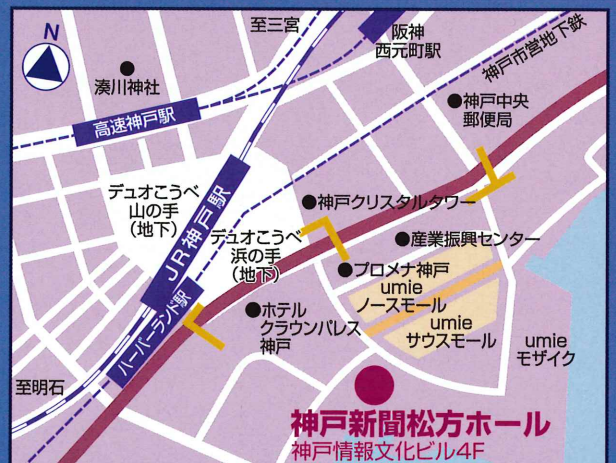 N
至三宮
阪神
西元町駅
神戸市営地下鉄
湊川神社
高速神戸駅
神戸中央
郵便局
デュオこうべ
山の手
(地下)
JR神戸駅
デュオこうべ
浜の手
(地下)
神戸クリスタルタワー
産業振興センター
プロメナ神戸
umie
ノースモール
umie
サウスモール
umie
モザイク
ハーバーランド駅
ホテル
クラウンパレス
神戸
至明石
神戸新聞松方ホール
神戸情報文化ビル4F